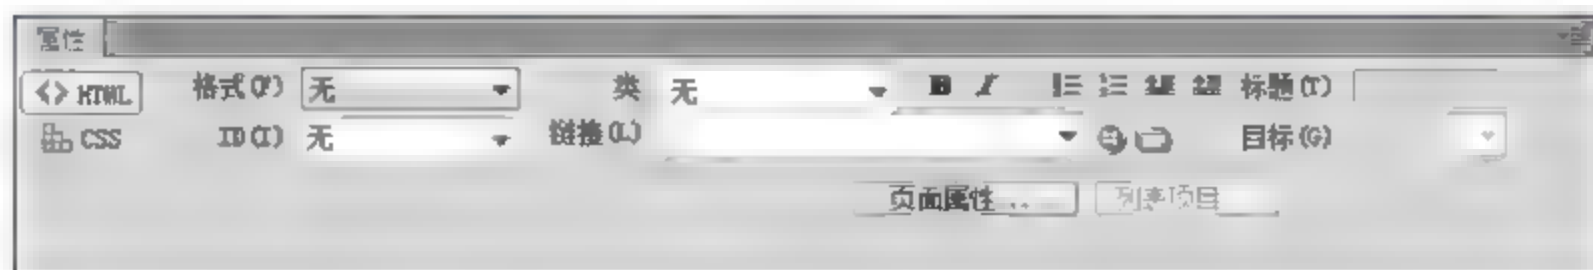 属性
<> HTML 格式(F) 无 类 无 B I 标题(T)
CSS ID(I) 无 链接(L) 目标(G)
页面属性... 列表项目